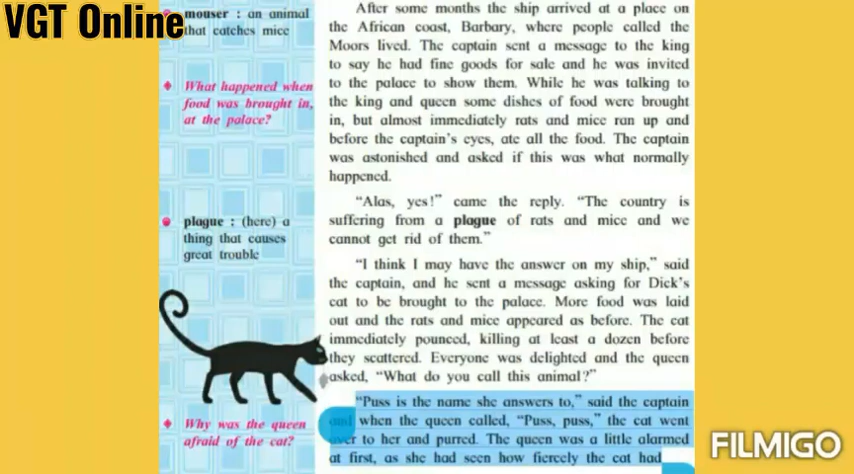 VGT Online
mouser : an animal
that catches mice
What happened when
food was brought in,
at the palace?
plague : (here) a
thing that causes
great trouble
Why was the queen
afraid of the cat?
After some months the ship arrived at a place on
the African coast, Barbary, where people called the
Moors lived. The captain sent a message to the king
to say he had fine goods for sale and he was invited
to the palace to show them. While he was talking to
the king and queen some dishes of food were brought
in, but almost immediately rats and mice ran up and
before the captain's eyes, ate all the food. The captain
was astonished and asked if this was what normally
happened.
"Alas, yes!" came the reply. "The country is
suffering from a plague of rats and mice and we
cannot get rid of them."
"I think I may have the answer on my ship," said
the captain, and he sent a message asking for Dick's
cat to be brought to the palace. More food was laid
out and the rats and mice appeared as before. The cat
immediately pounced, killing at least a dozen before
they scattered. Everyone was delighted and the queen
asked, "What do you call this animal?"
"Puss is the name she answers to," said the captain
and when the queen called, "Puss, puss," the cat went
over to her and purred. The queen was a little alarmed
at first, as she had seen how fiercely the cat had
FILMIGO